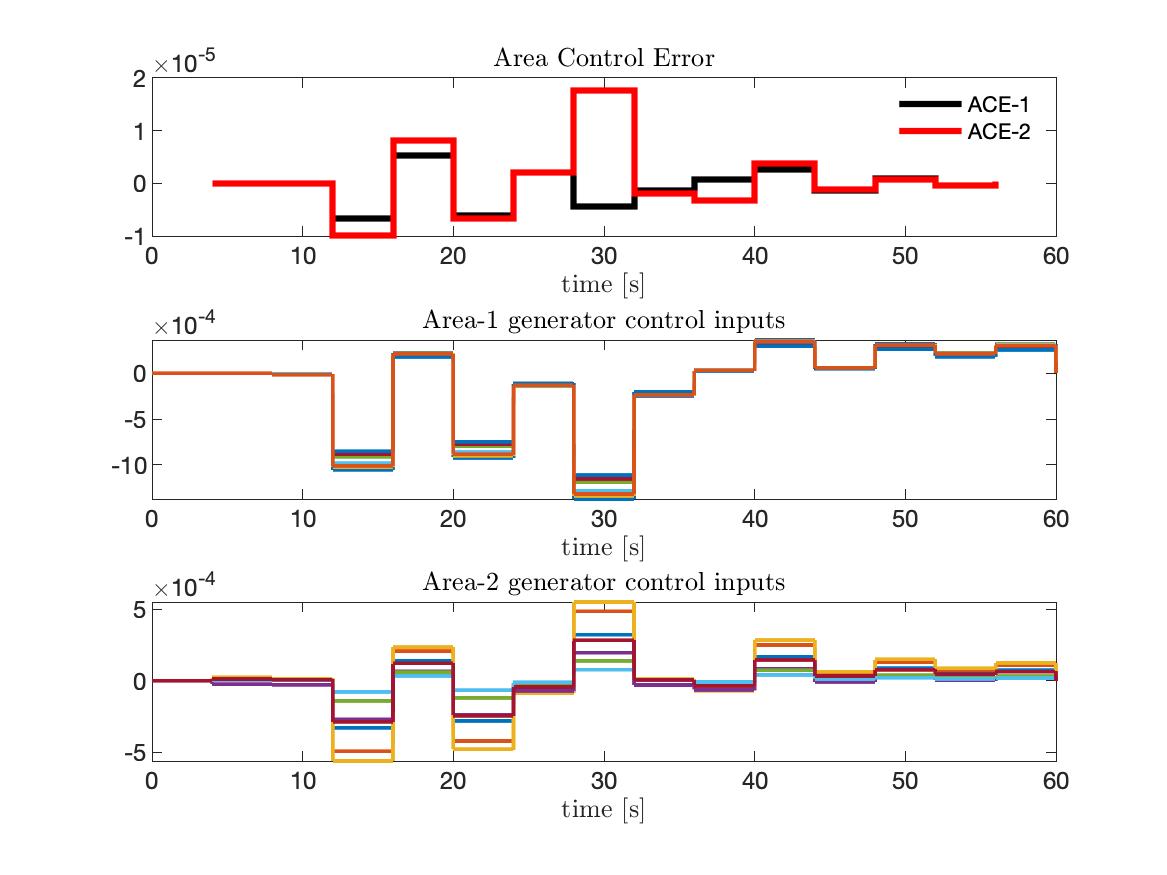 Area Control Error
×10-5
2
1
0
-1
ACE-1
ACE-2
0 10 20 30 40 50 60
time [s]
Area-1 generator control inputs
×10-4
0
-5
-10
0 10 20 30 40 50 60
time [s]
Area-2 generator control inputs
×10-4
5
0
-5
0 10 20 30 40 50 60
time [s]